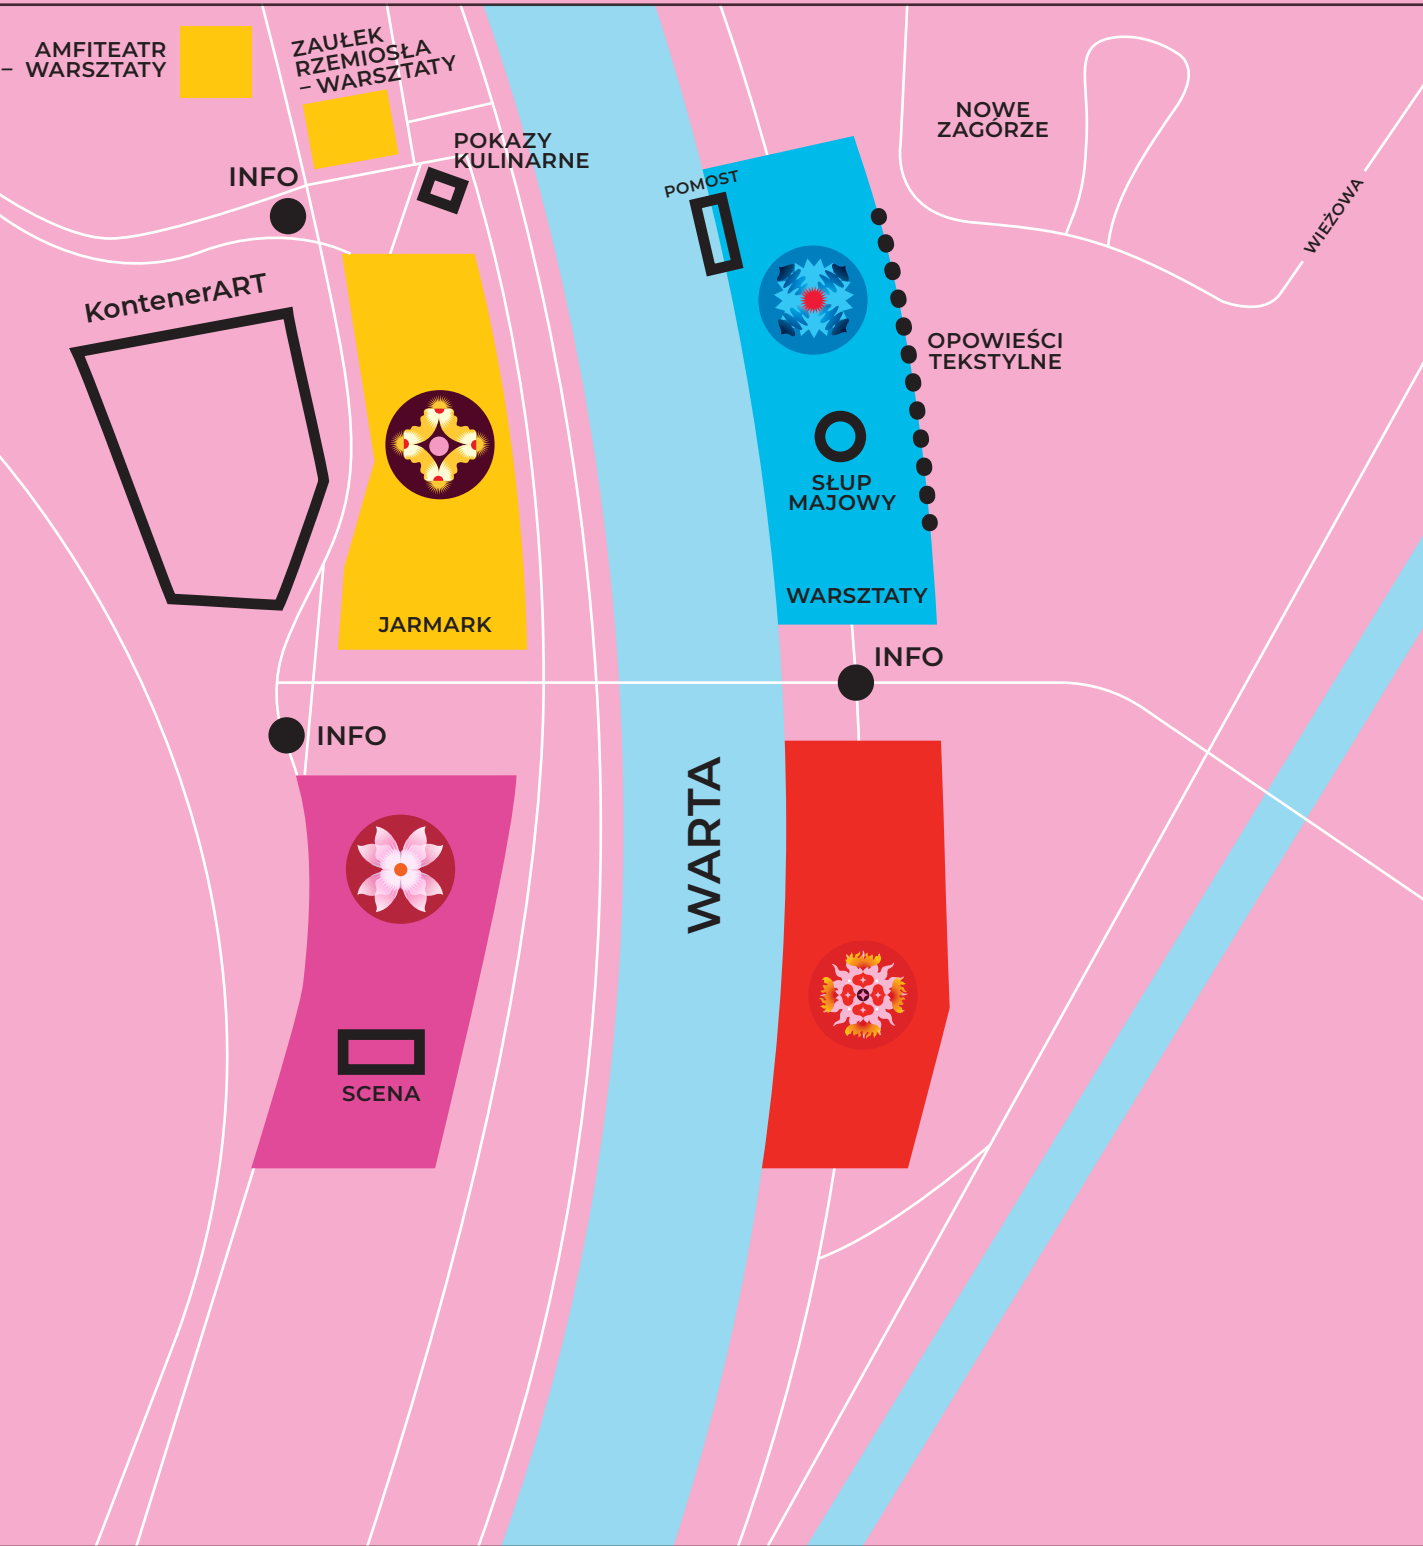 AMFITEATR
– WARSZTATY
ZAUŁEK
RZEMIOSŁA
– WARSZTATY
POKAZY
KULINARNE
INFO
NOWE
ZAGÓRZE
WIEŻOWA
POMOST
KontenerART
OPOWIEŚCI
TEKSTYLNE
SŁUP
MAJOWY
WARSZTATY
JARMARK
INFO
INFO
WARTA
SCENA